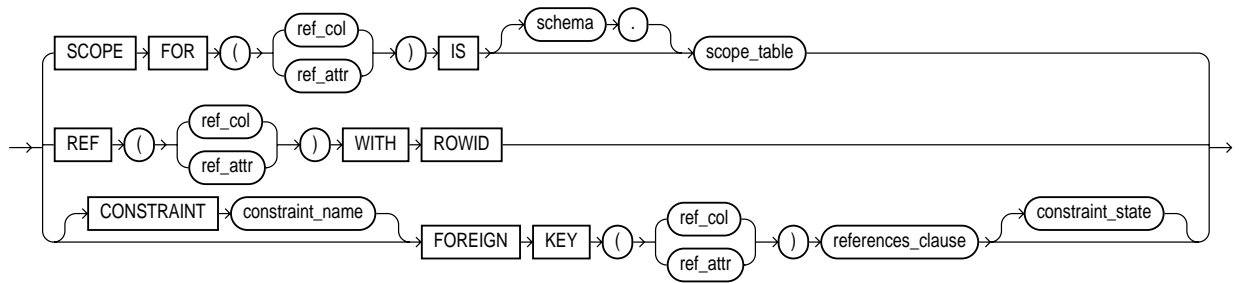 SCOPE FOR ( ref_col ref_attr ) IS schema . scope_table
REF ( ref_col ref_attr ) WITH ROWID
CONSTRAINT constraint_name FOREIGN KEY ( ref_col ref_attr ) references_clause constraint_state